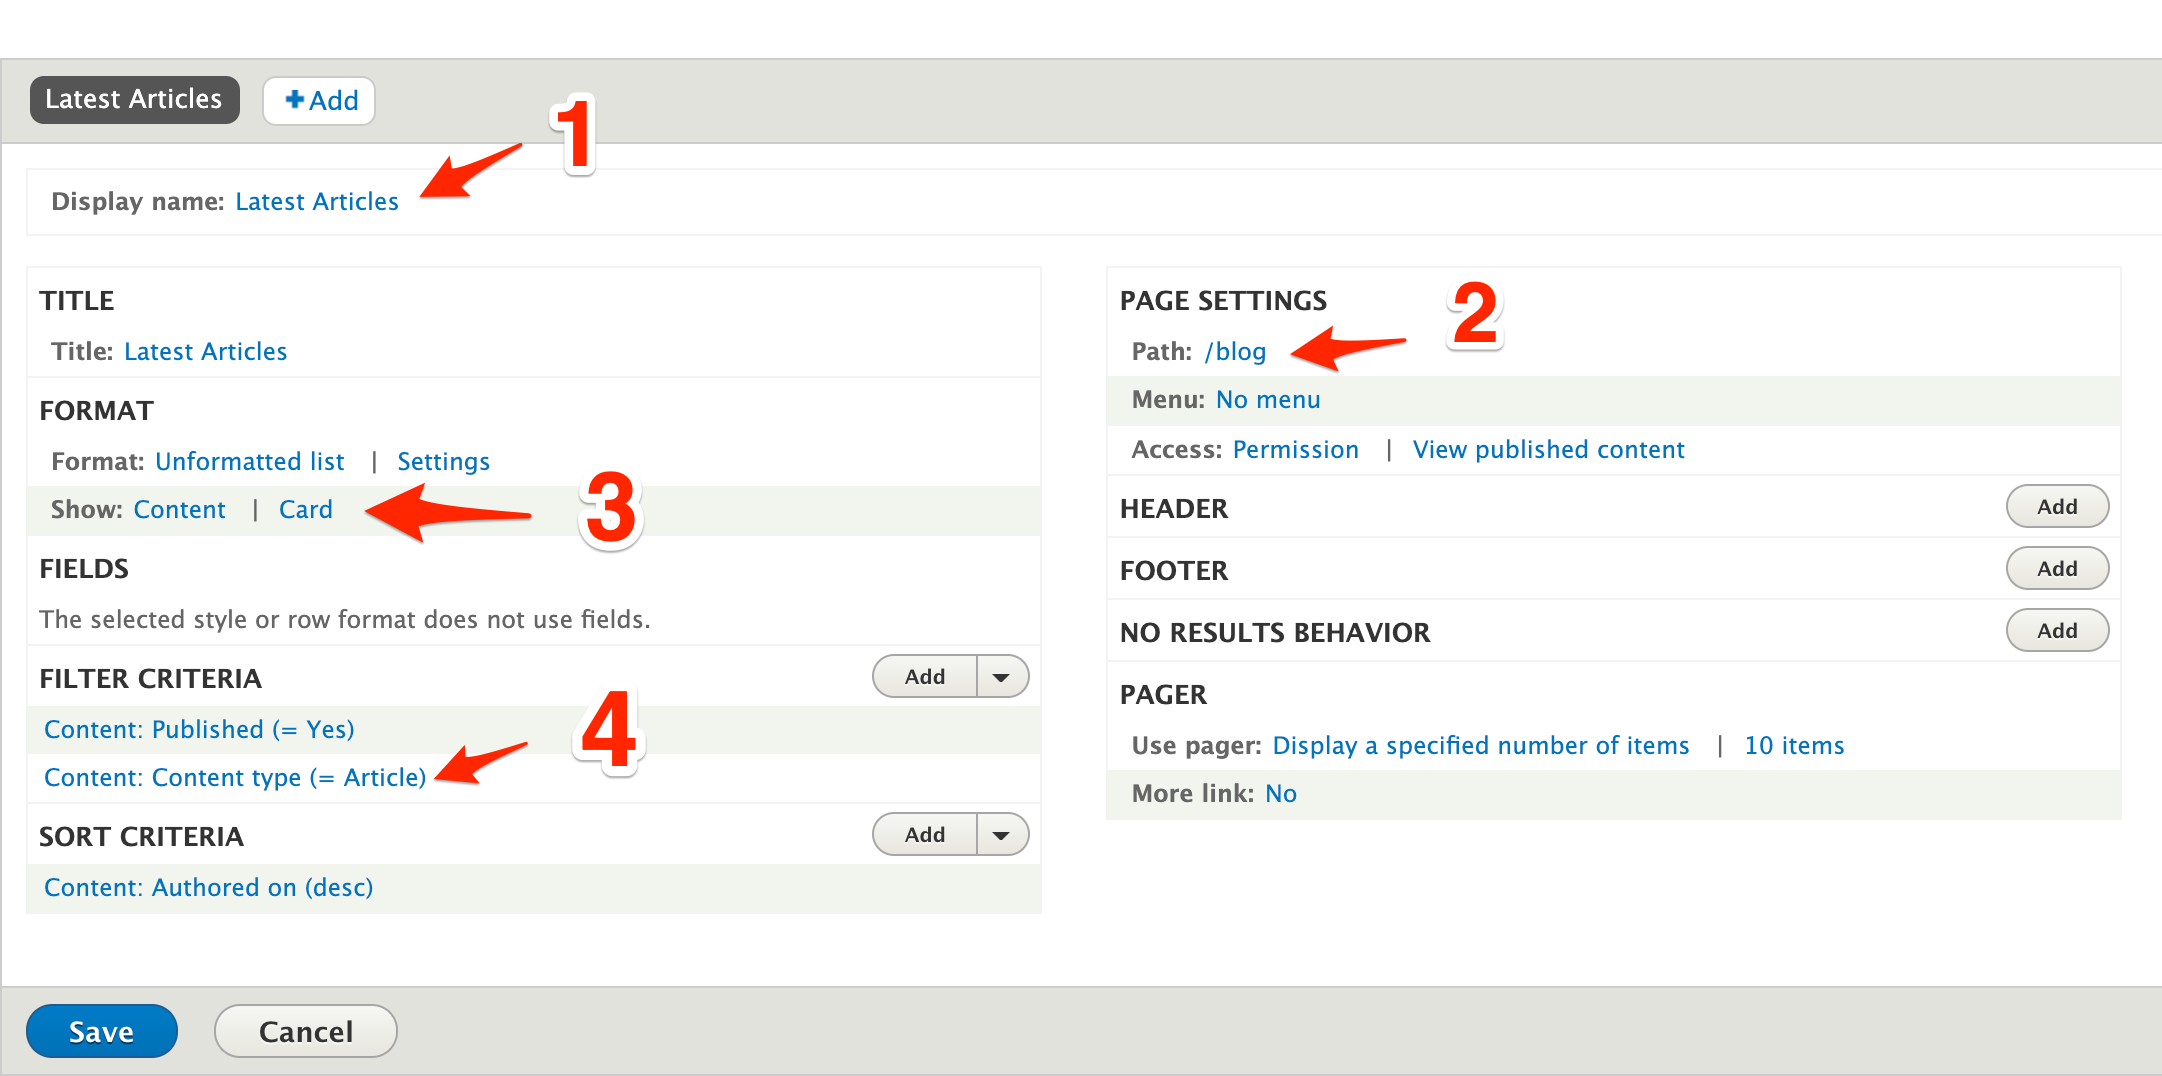 Latest Articles
Add
1
Display name: Latest Articles
TITLE
Title: Latest Articles
FORMAT
Format: Unformatted list | Settings
Show: Content | Card
3
FIELDS
The selected style or row format does not use fields.
FILTER CRITERIA
Add
Content: Published (= Yes)
4
Content: Content type (= Article)
SORT CRITERIA
Add
Content: Authored on (desc)
PAGE SETTINGS
2
Path: /blog
Menu: No menu
Access: Permission | View published content
HEADER
Add
FOOTER
Add
NO RESULTS BEHAVIOR
Add
PAGER
Use pager: Display a specified number of items | 10 items
More link: No
Save
Cancel